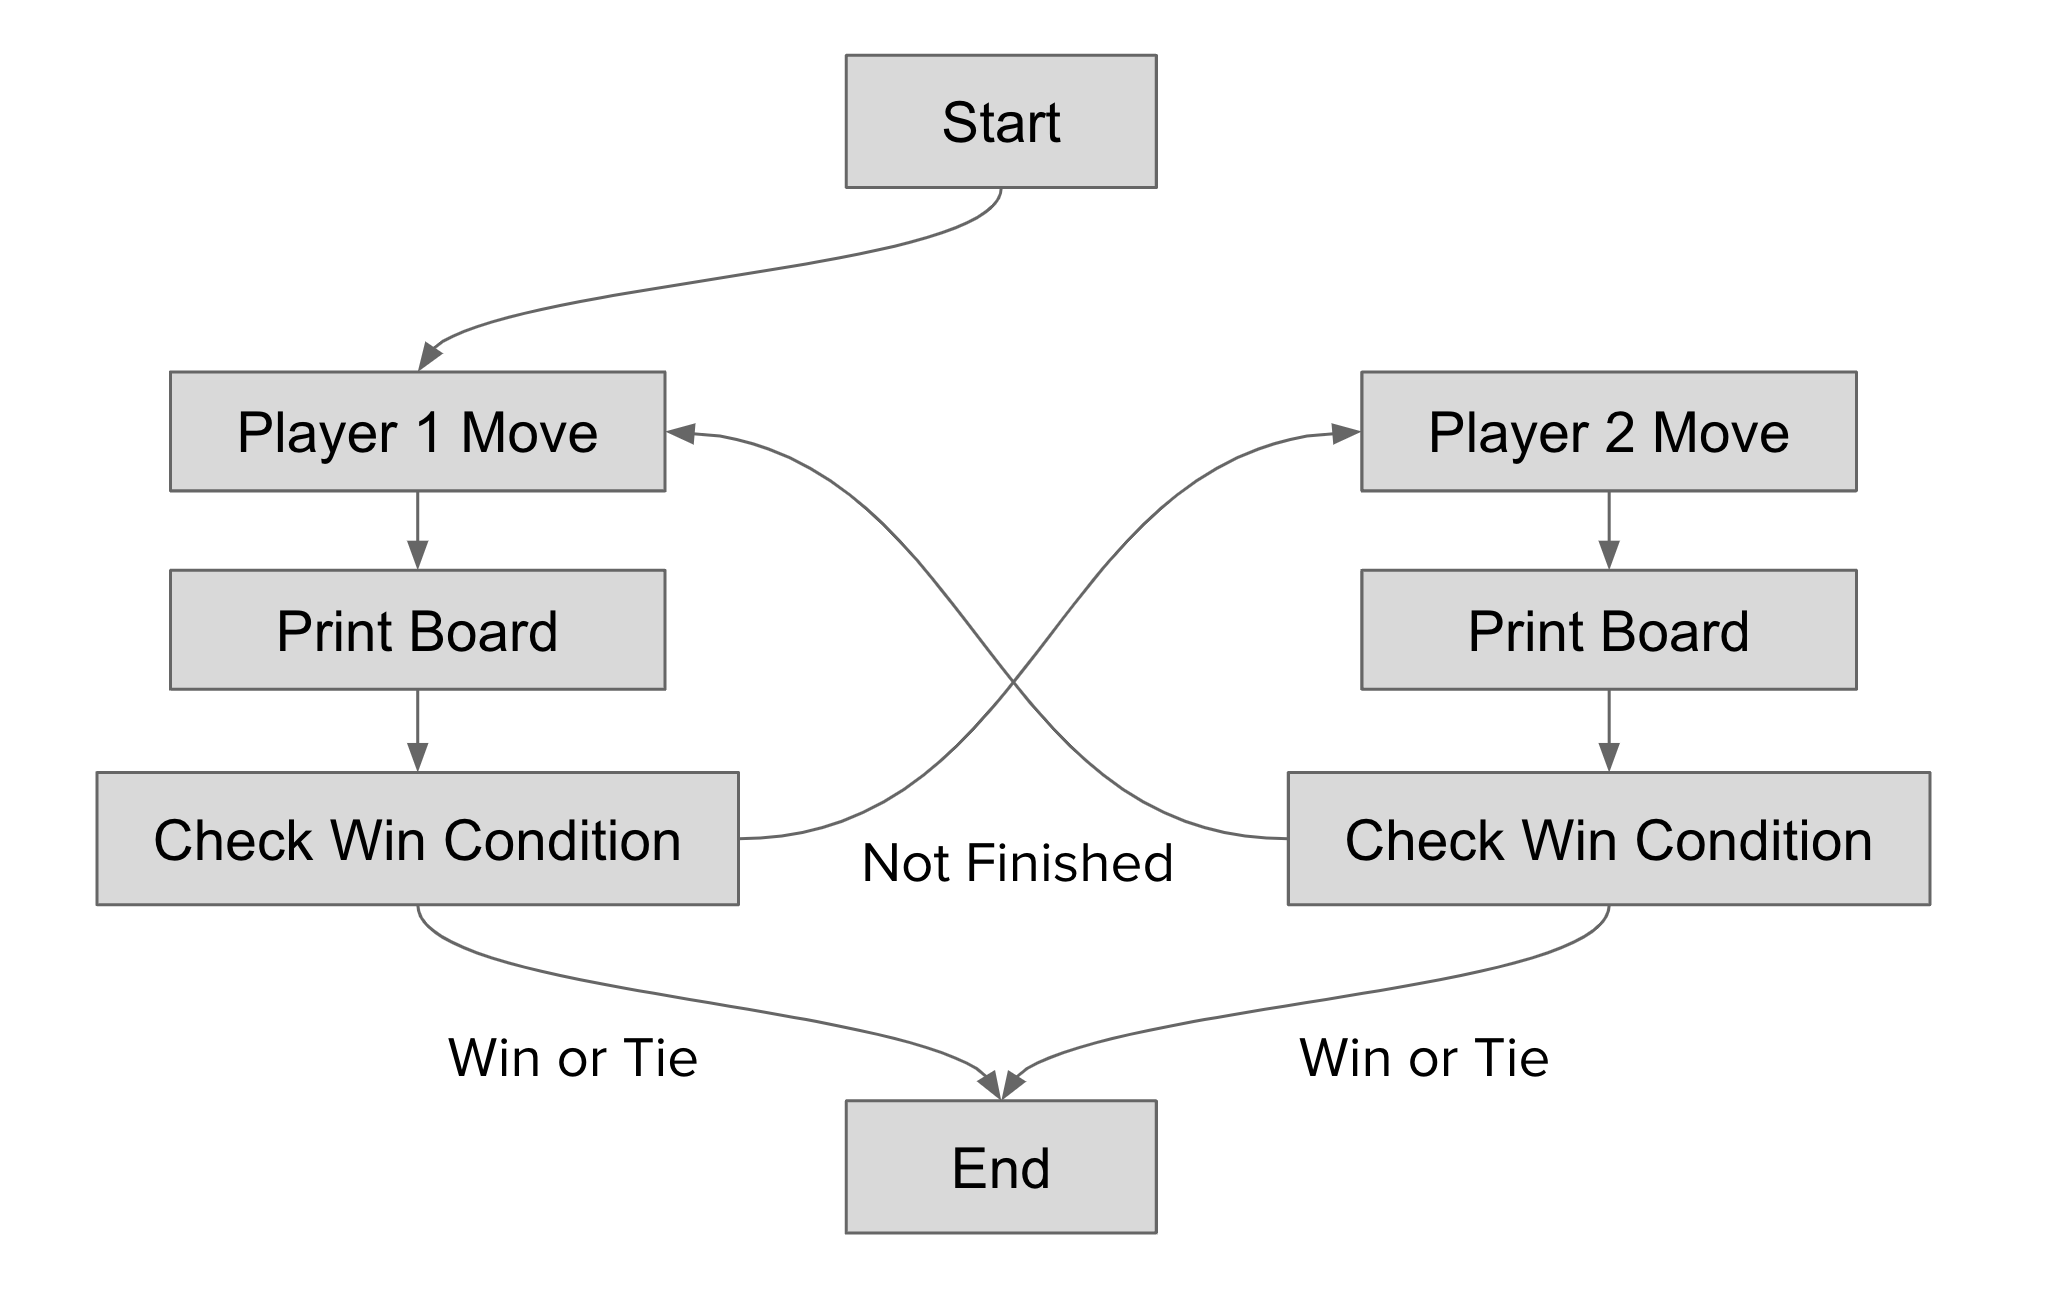 Start
Player 1 Move
Player 2 Move
Print Board
Print Board
Check Win Condition
Check Win Condition
Not Finished
Win or Tie
Win or Tie
End